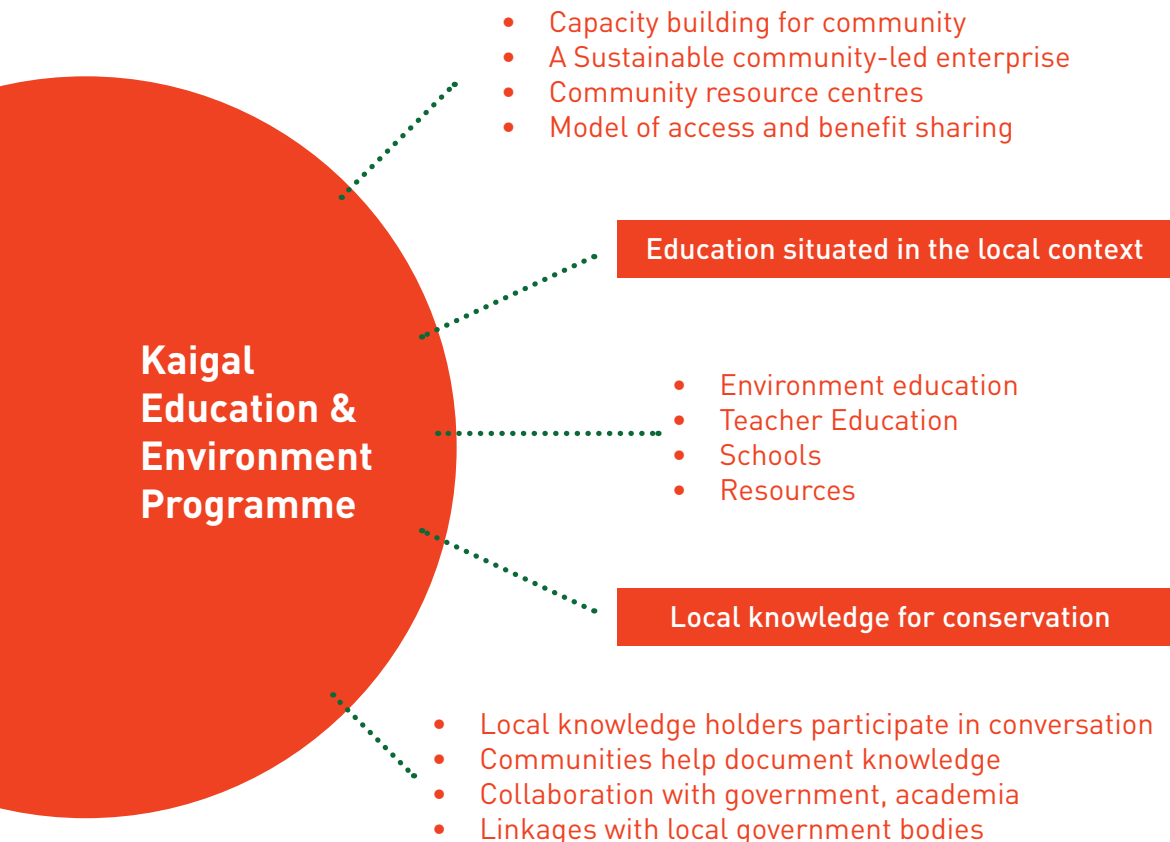 • Capacity building for community
• A Sustainable community-led enterprise
• Community resource centres
• Model of access and benefit sharing
Education situated in the local context
Kaigal
Education &
Environment
Programme
• Environment education
• Teacher Education
• Schools
• Resources
Local knowledge for conservation
• Local knowledge holders participate in conversation
• Communities help document knowledge
• Collaboration with government, academia
• Linkages with local government bodies